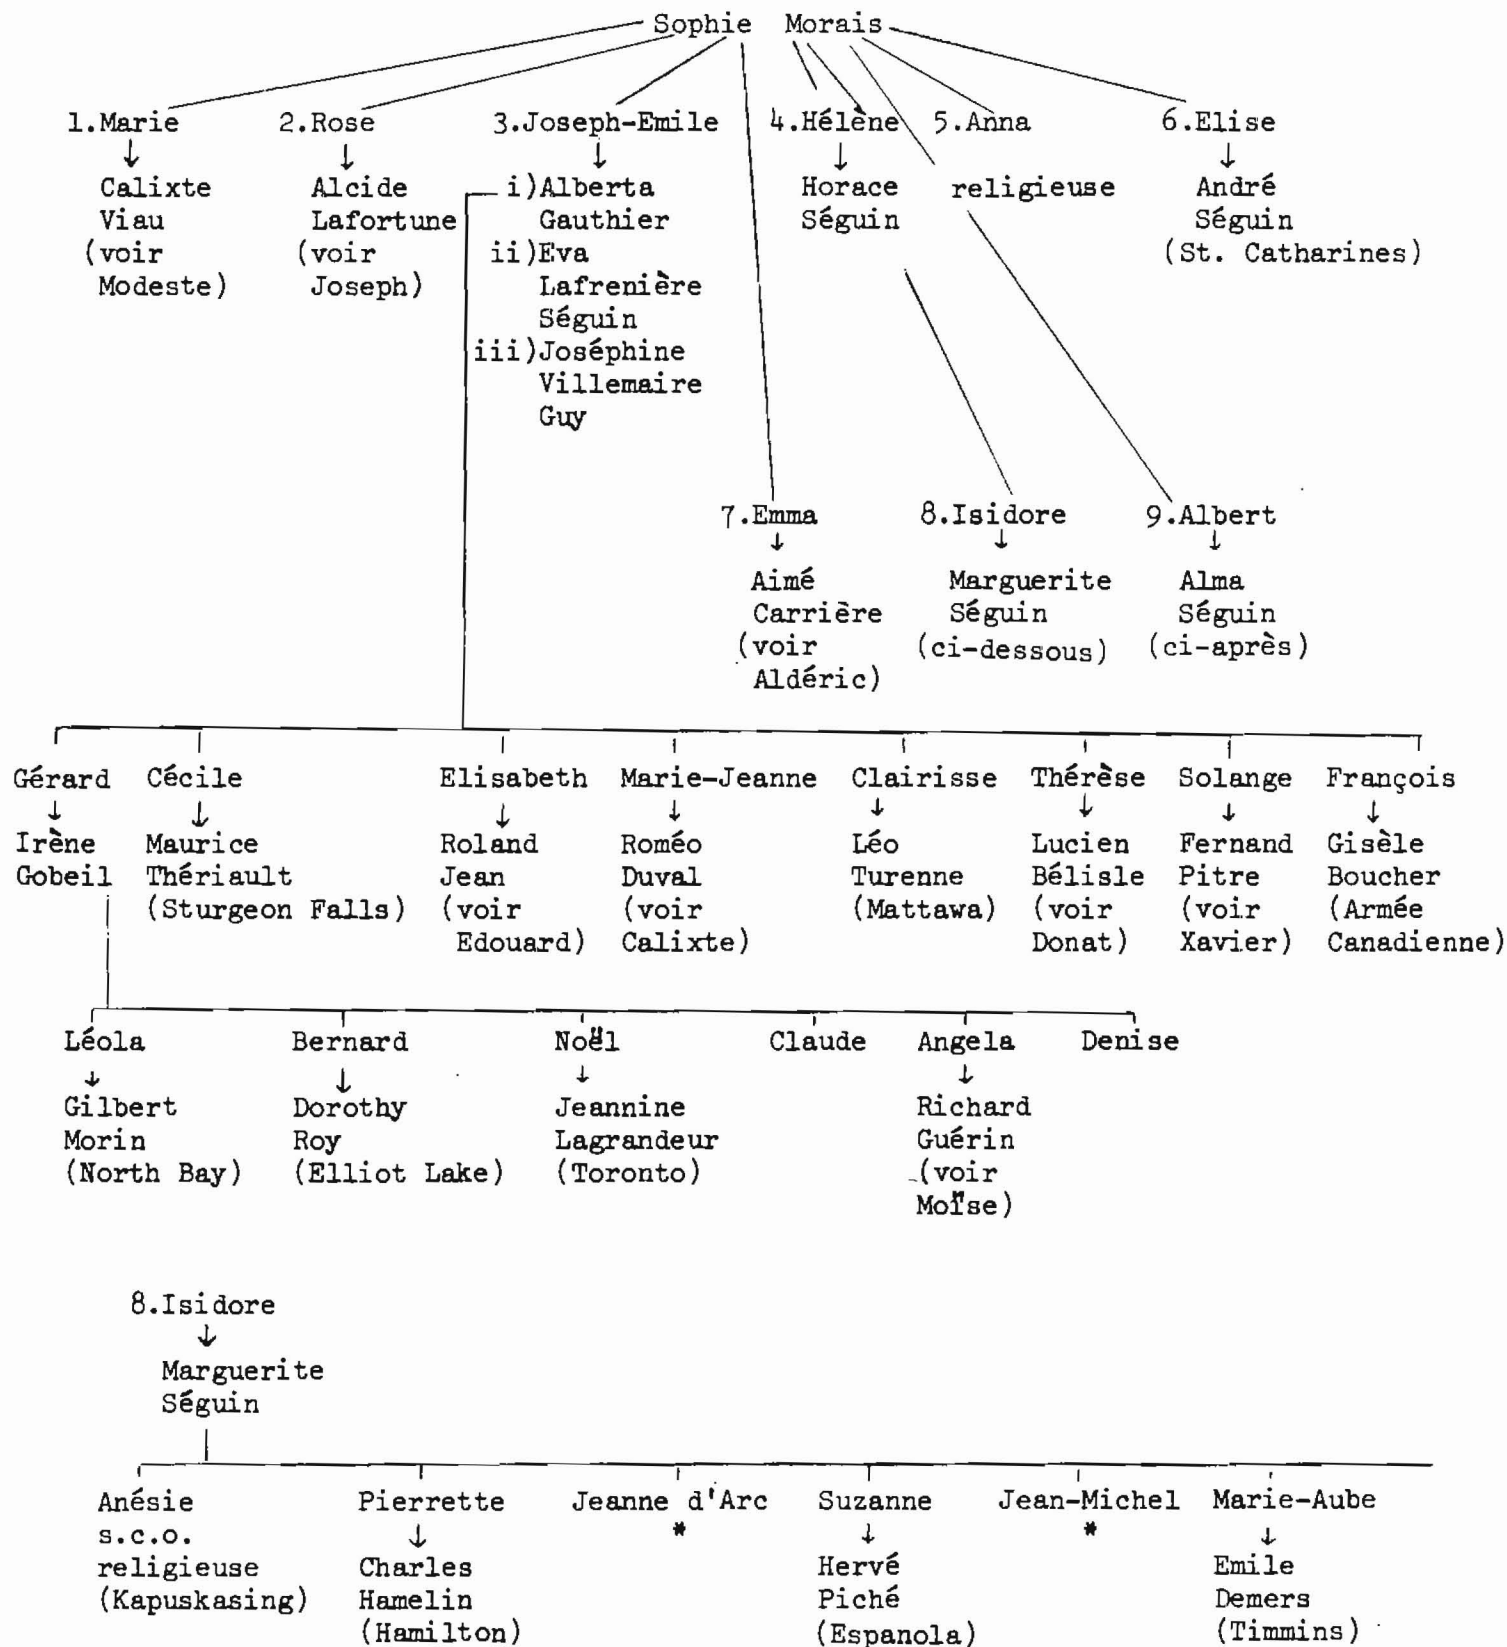 Sophie Morais
1.Marie 2.Rose 3.Joseph-Emile 4.Hélène 5.Anna 6.Elise
Calixte Alcide i)Alberta Horace religieuse André
Viau Lafortune Gauthier Séguin Séguin
(voir (voir ii)Eva (St. Catharines)
Modeste) Joseph) Lafrenière
Séguin
iii)Joséphine
Villemaire
Guy
7.Emma 8.Isidore 9.Albert
Aimé Marguerite Alma
Carrière Séguin Séguin
(voir (ci-dessous) (ci-après)
Aldéric)
Gérard Cécile Elisabeth Marie-Jeanne Clairisse Thérèse Solange François
Irène Maurice Roland Roméo Léo Lucien Fernand Gisèle
Gobeil Thériault Jean Duval Turenne Bélisle Pitre Boucher
(Sturgeon Falls) (voir (voir (Mattawa) (voir (voir (Armée
Edouard) Calixte) Donat) Xavier) Canadienne)
Léola Bernard Noël Claude Angela Denise
Gilbert Dorothy Jeannine Richard
Morin Roy Lagrandeur Guérin
(North Bay) (Elliot Lake) (Toronto) (voir
Moïse)
8.Isidore
Marguerite
Séguin
Anésie Pierrette Jeanne d'Arc Suzanne Jean-Michel Marie-Aube
s.c.o. * *
religieuse Charles Hervé Emile
(Kapuskasing) Hamelin Piché Demers
(Hamilton) (Espanola) (Timmins)